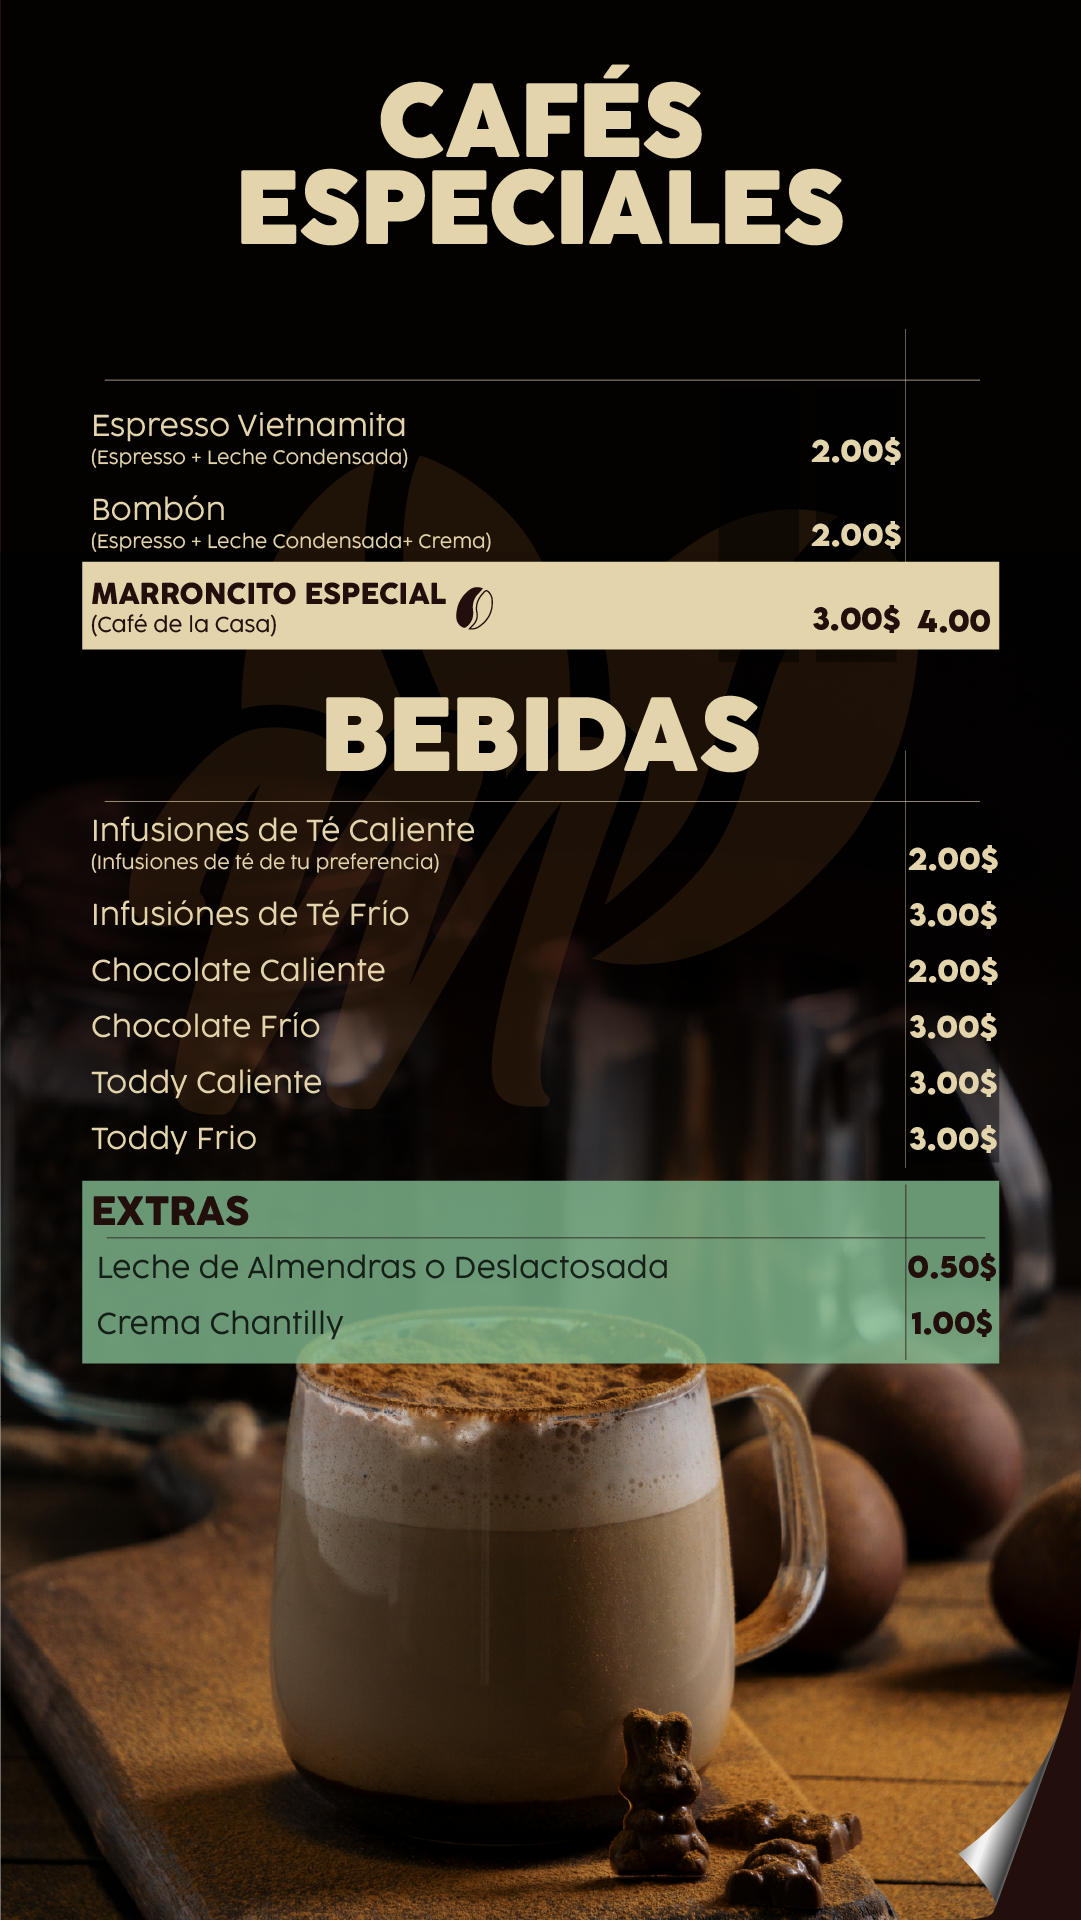 CAFÉS
ESPECIALES
Espresso Vietnamita
(Espresso + Leche Condensada)
2.00$
Bombón
(Espresso + Leche Condensada+ Crema)
2.00$
MARRONCITO ESPECIAL
(Café de la Casa)
3.00$ 4.00
BEBIDAS
Infusiones de Té Caliente
(Infusiones de té de tu preferencia)
2.00$
Infusiónes de Té Frío 3.00$
Chocolate Caliente 2.00$
Chocolate Frío 3.00$
Toddy Caliente 3.00$
Toddy Frio 3.00$
EXTRAS
Leche de Almendras o Deslactosada 0.50$
Crema Chantilly 1.00$